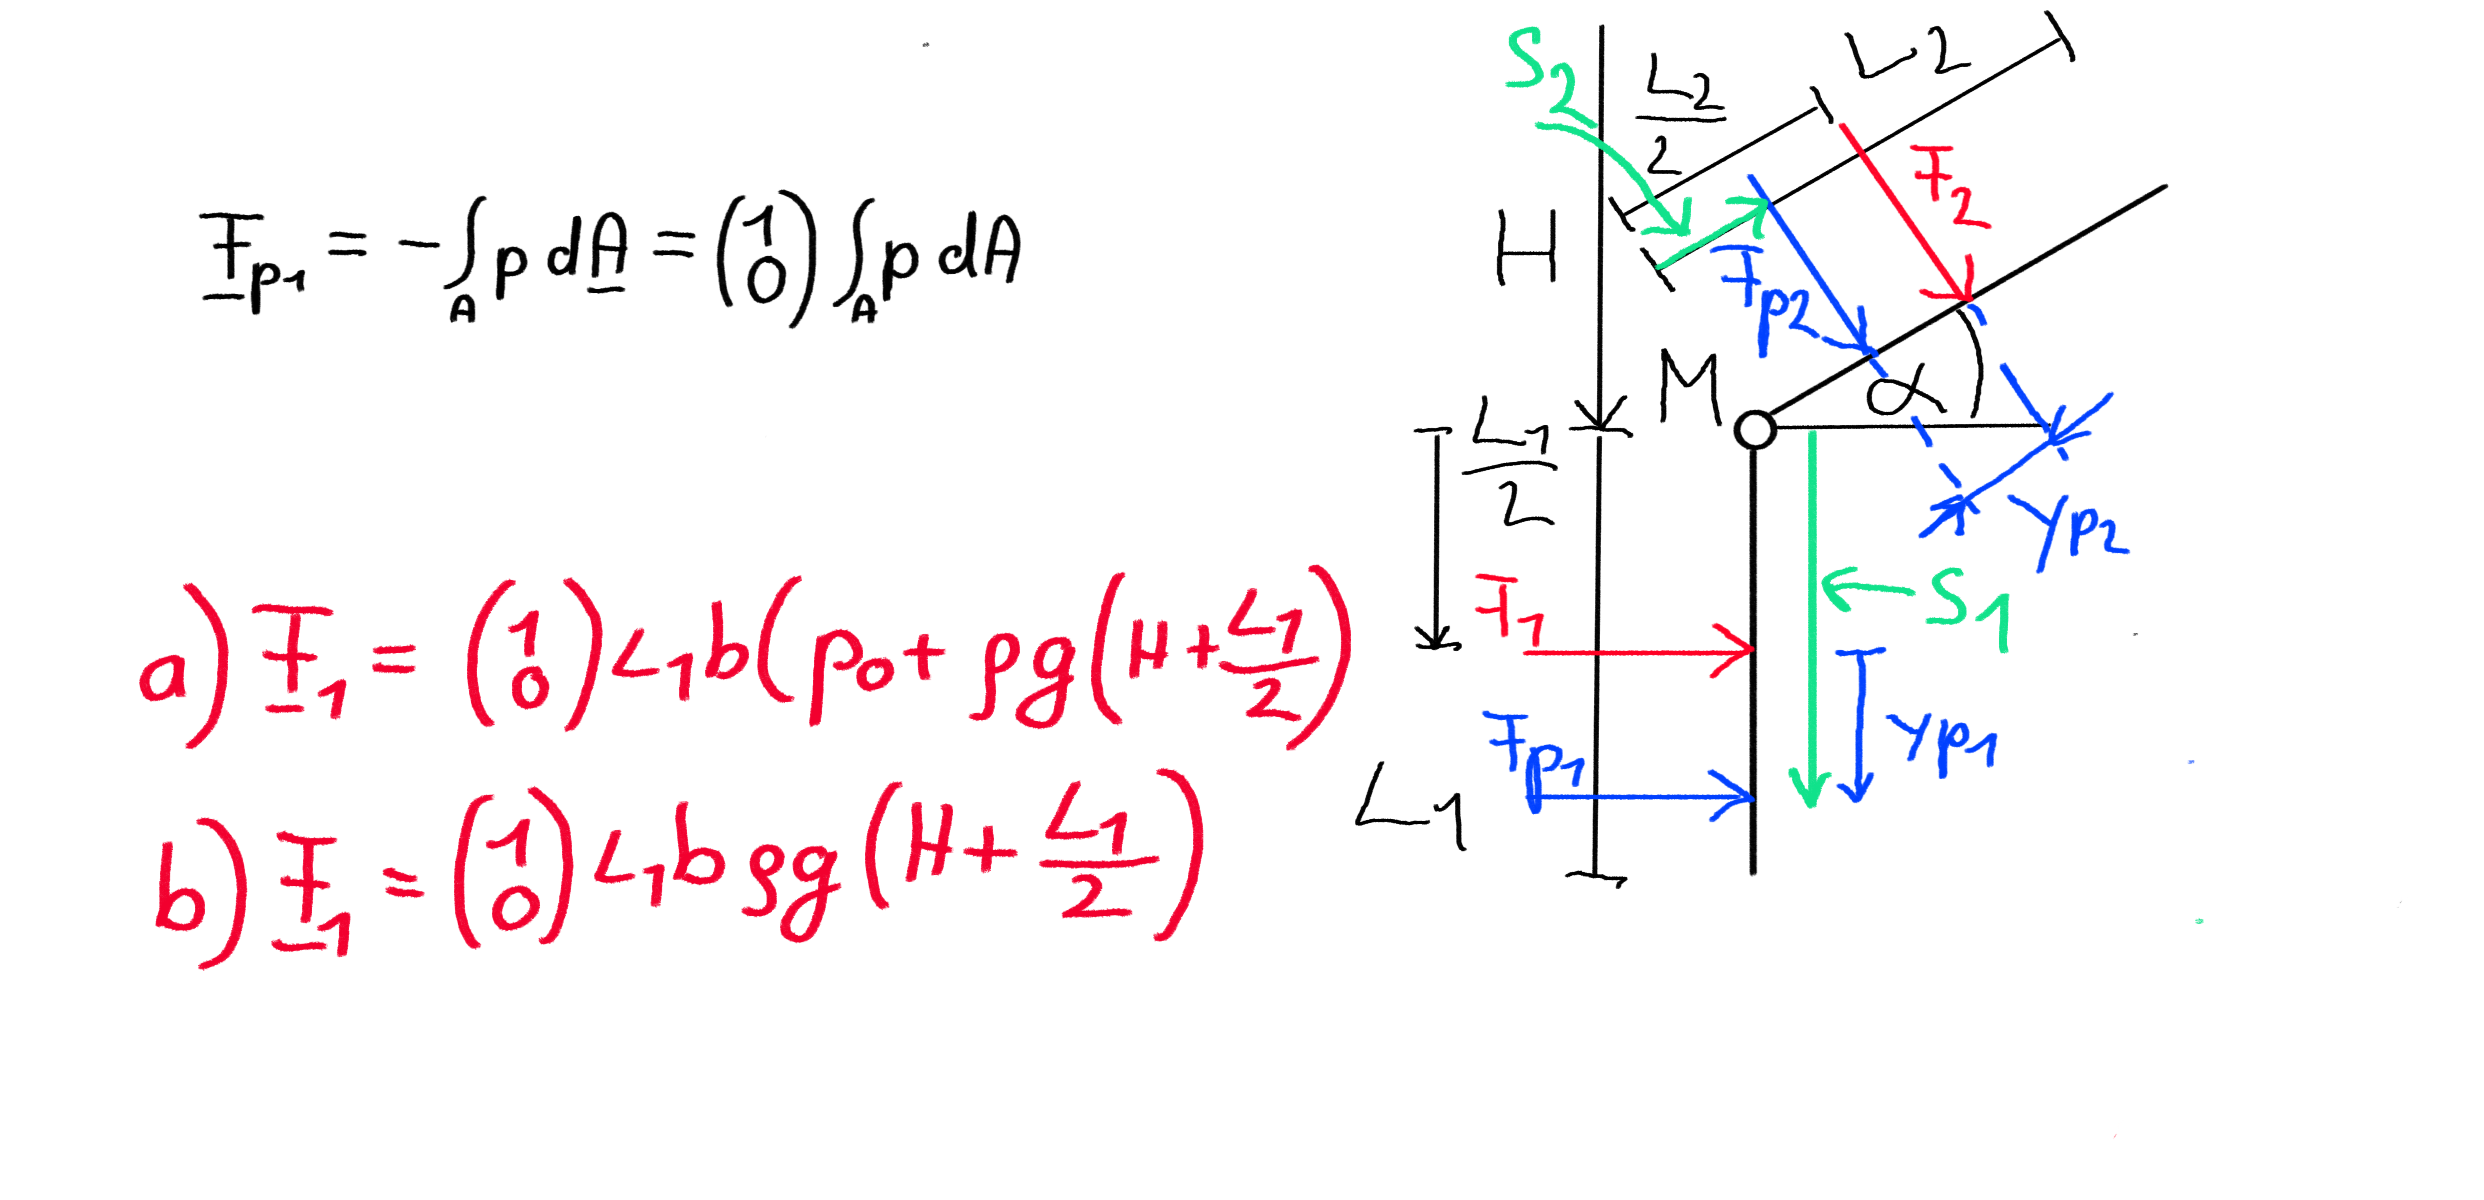 F_p1 = -∫_A p dA = (1 0) ∫_A p dA
a) F_1 = (1 0) L_1 b (p_0 + ρg (H + L_1/2)
b) F_1 = (1 0) L_1 b ρg (H + L_1/2)
S_2
L_2/2
L_2
F_2
H
F_p2
M
α
L_1/2
y_p2
F_1
S_1
F_p1
y_p1
L_1